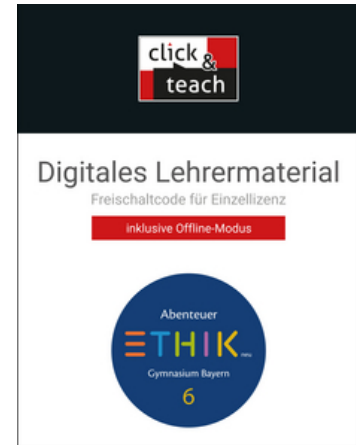 click &
teach
Digitales Lehrermaterial
Freischaltcode für Einzellizenz
inklusive Offline-Modus
Abenteuer
ETHIK neu
Gymnasium Bayern
6